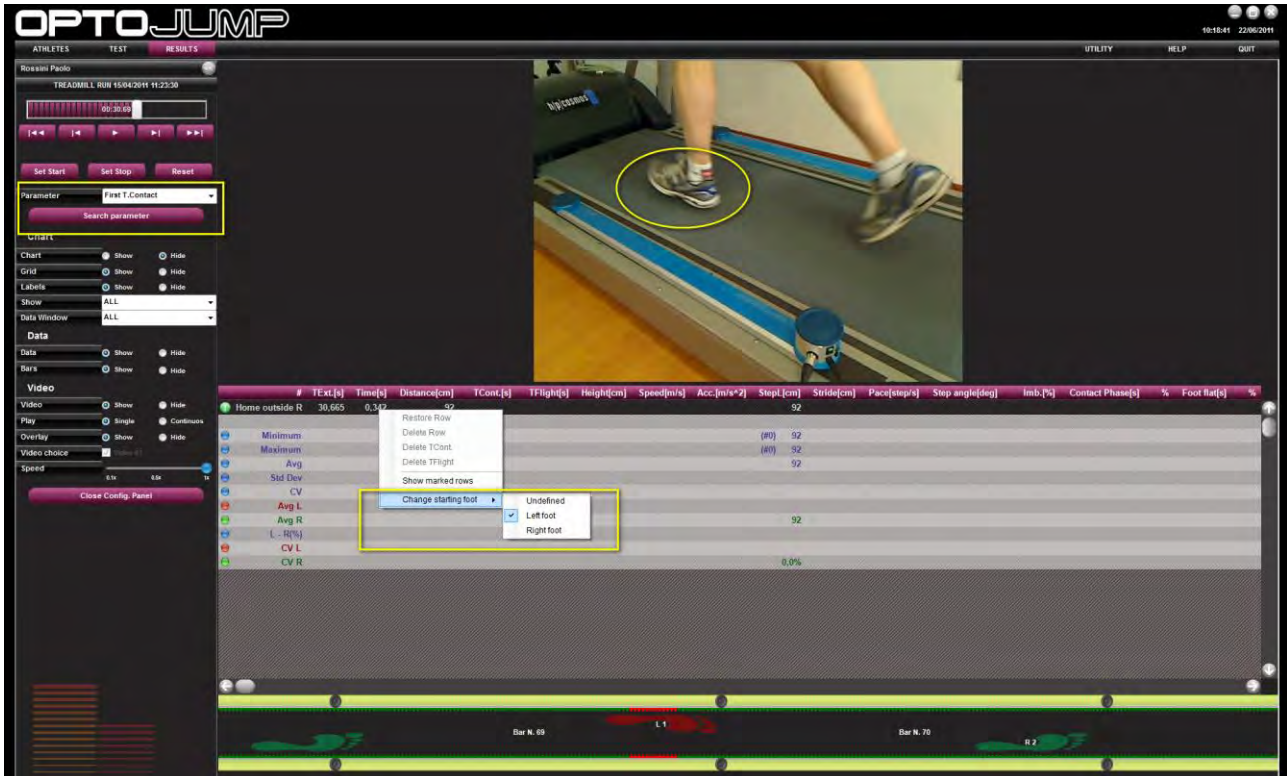 OPTOJUMP
10:18:41 22/06/2011
ATHLETES TEST RESULTS UTILITY HELP QUIT
Rossini Paolo
TREADMILL RUN 15/04/2011 11:23:30
00:30:69
Set Start Set Stop Reset
Parameter First T.Contact
Search parameter
Chart
Chart Show Hide
Grid Show Hide
Labels Show Hide
Show ALL
Data Window ALL
Data
Data Show Hide
Bars Show Hide
Video
Video Show Hide
Play Single Continuos
Overlay Show Hide
Video choice
Speed
0.1x 0.5x 1x
Close Config. Panel
h/p/cosmos
# TExt.[s] Time[s] Distance[cm] TCont.[s] TFlight[s] Height[cm] Speed[m/s] Acc.[m/s^2] StepL[cm] Stride[cm] Pace[step/s] Step angle[deg] Imb.[%] Contact Phase[s] % Foot flat[s] %
Home outside R 30,665 0,342 92 92
Minimum (#0) 92
Maximum (#0) 92
Avg 92
Std Dev
CV
Avg L
Avg R 92
L - R(%)
CV L
CV R 0,0%
Restore Row
Delete Row
Delete TCont.
Delete TFlight
Show marked rows
Change starting foot
Undefined
Left foot
Right foot
Bar N. 69 L 1 Bar N. 70 R 2